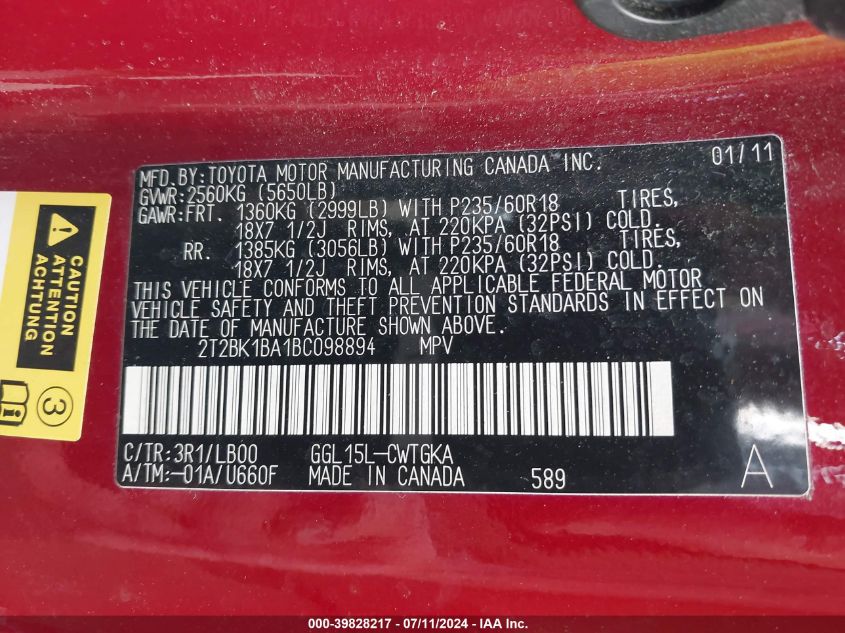 MFD. BY: TOYOTA MOTOR MANUFACTURING CANADA INC. 01/11
GVWR: 2560KG (5650LB)
GAWR: FRT. 1360KG (2999LB) WITH P235/60R18 TIRES,
18X7 1/2J RIMS, AT 220KPA (32PSI) COLD.
RR. 1385KG (3056LB) WITH P235/60R18 TIRES,
18X7 1/2J RIMS, AT 220KPA (32PSI) COLD.
THIS VEHICLE CONFORMS TO ALL APPLICABLE FEDERAL MOTOR
VEHICLE SAFETY AND THEFT PREVENTION STANDARDS IN EFFECT ON
THE DATE OF MANUFACTURE SHOWN ABOVE.
2T2BK1BA1BC098894 MPV
C/TR: 3R1/LB00 GGL15L-CWTGKA
A/TM: -01A/U660F MADE IN CANADA 589 A
CAUTION
ATTENTION
ACHTUNG
3
000-39828217 - 07/11/2024 - IAA Inc.